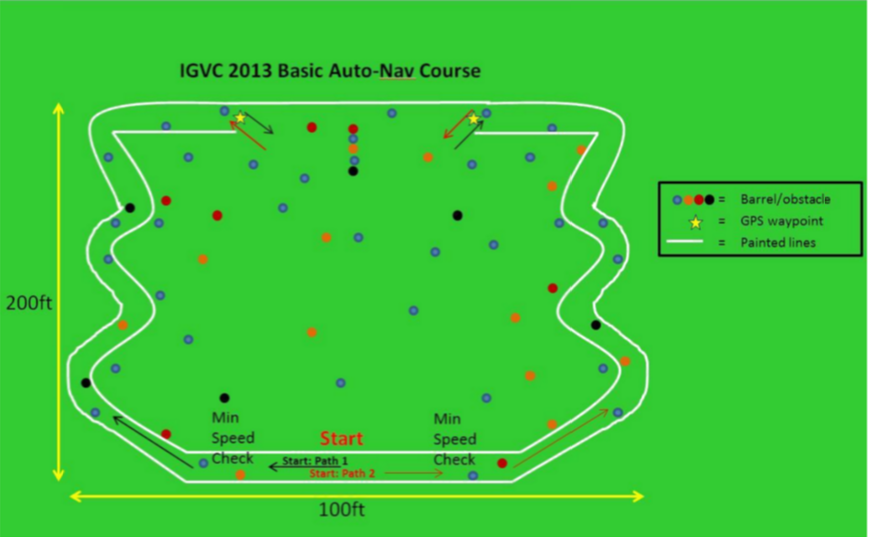 IGVC 2013 Basic Auto-Nav Course
= Barrel/obstacle
= GPS waypoint
= Painted lines
200ft
Min
Speed
Check
Start
Min
Speed
Check
Start: Path 1
Start: Path 2
100ft